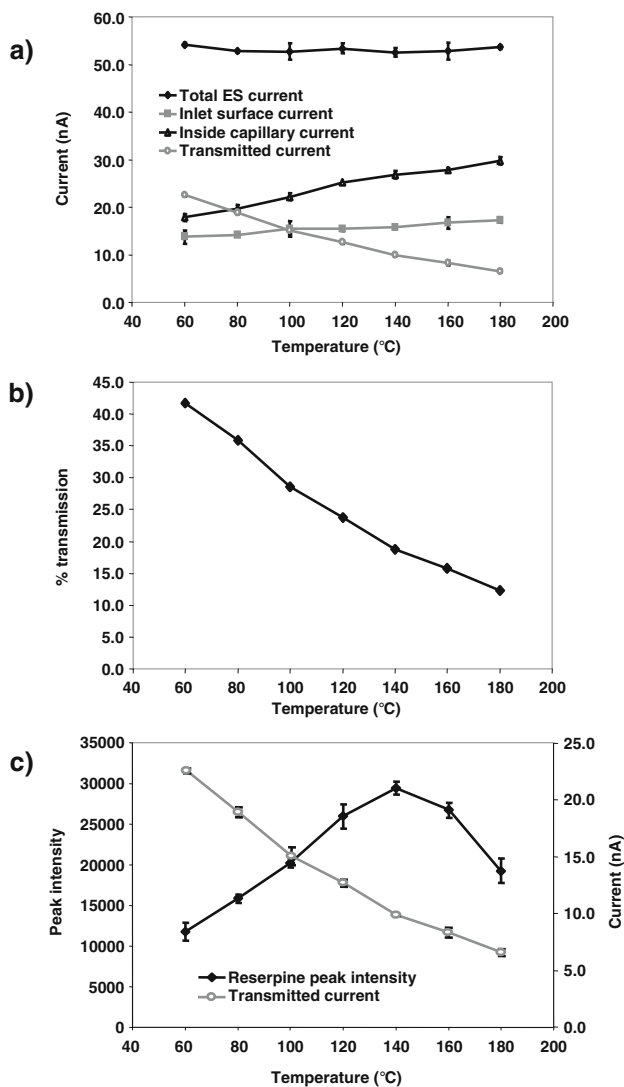 a)
Current (nA)
60.0
50.0
40.0
30.0
20.0
10.0
0.0
Total ES current
Inlet surface current
Inside capillary current
Transmitted current
40 60 80 100 120 140 160 180 200
Temperature (°C)
b)
% transmission
45.0
40.0
35.0
30.0
25.0
20.0
15.0
10.0
5.0
0.0
40 60 80 100 120 140 160 180 200
Temperature (°C)
c)
Peak intensity
35000
30000
25000
20000
15000
10000
5000
0
Reserpine peak intensity
Transmitted current
25.0
20.0
15.0
10.0
5.0
0.0
Current (nA)
40 60 80 100 120 140 160 180 200
Temperature (°C)